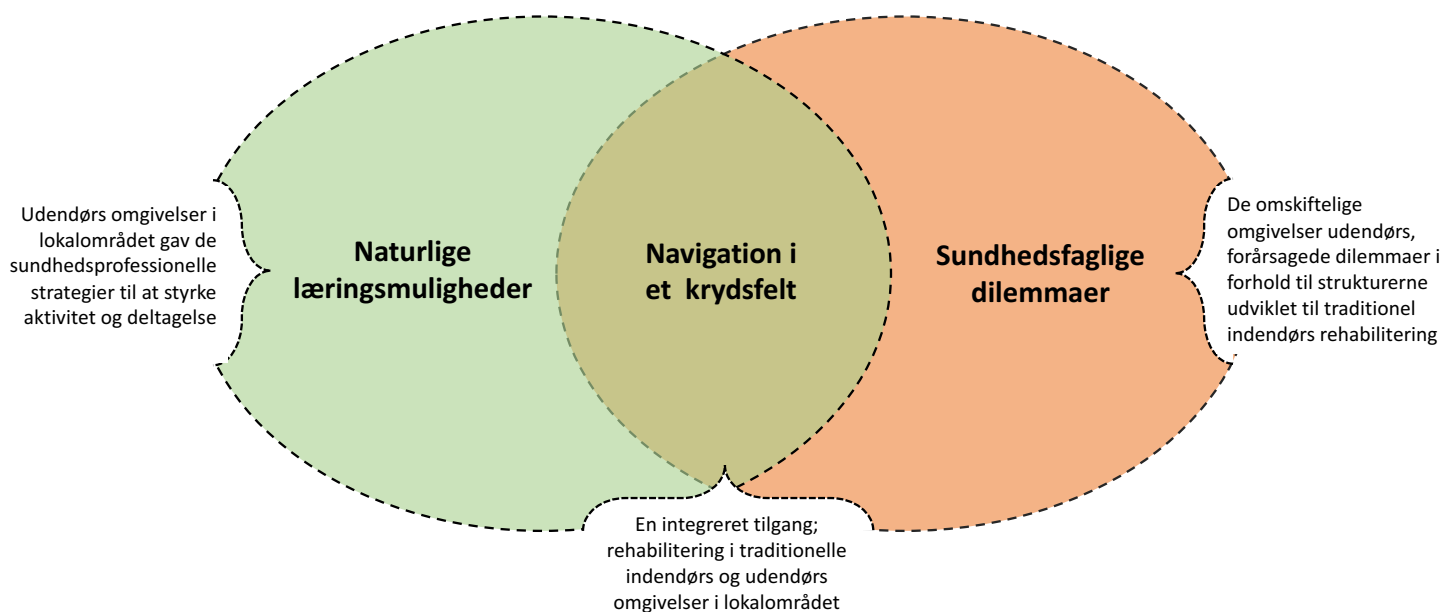 Udendørs omgivelser i
lokalområdet gav de
sundhedsprofessionelle
strategier til at styrke
aktivitet og deltagelse
Naturlige
læringsmuligheder
Navigation i
et krydsfelt
Sundhedsfaglige
dilemmaer
De omskiftelige
omgivelser udendørs,
forårsagede dilemmaer i
forhold til strukturerne
udviklet til traditionel
indendørs rehabilitering
En integreret tilgang;
rehabilitering i traditionelle
indendørs og udendørs
omgivelser i lokalområdet